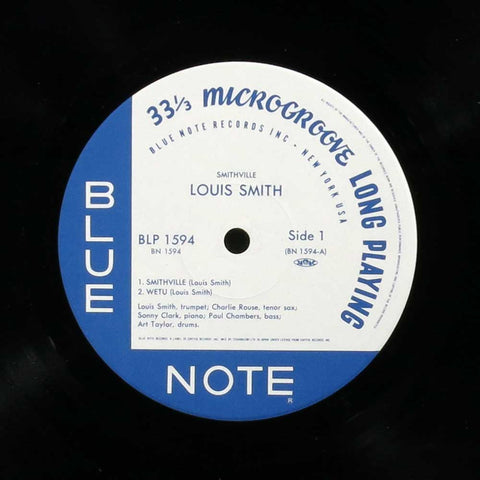 33⅓ MICROGROOVE LONG PLAYING
BLUE NOTE RECORDS INC - NEW YORK USA
SMITHVILLE
LOUIS SMITH
BLP 1594
BN 1594
Side 1
(BN 1594-A)
1. SMITHVILLE (Louis Smith)
2. WETU (Louis Smith)
Louis Smith, trumpet; Charlie Rouse, tenor sax;
Sonny Clark, piano; Paul Chambers, bass;
Art Taylor, drums.
BLUE
NOTE
R